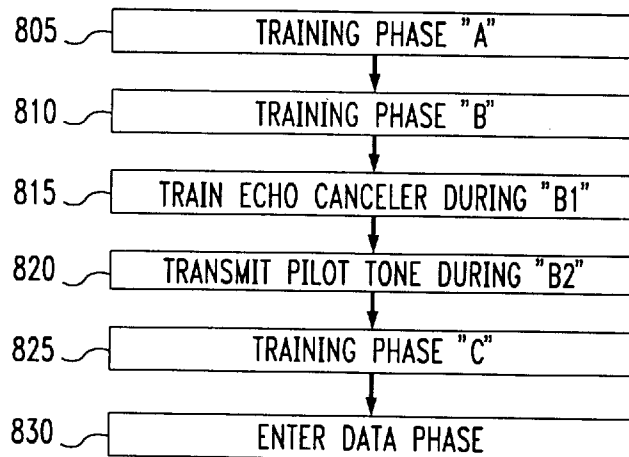 805 TRAINING PHASE "A"
810 TRAINING PHASE "B"
815 TRAIN ECHO CANCELER DURING "B1"
820 TRANSMIT PILOT TONE DURING "B2"
825 TRAINING PHASE "C"
830 ENTER DATA PHASE